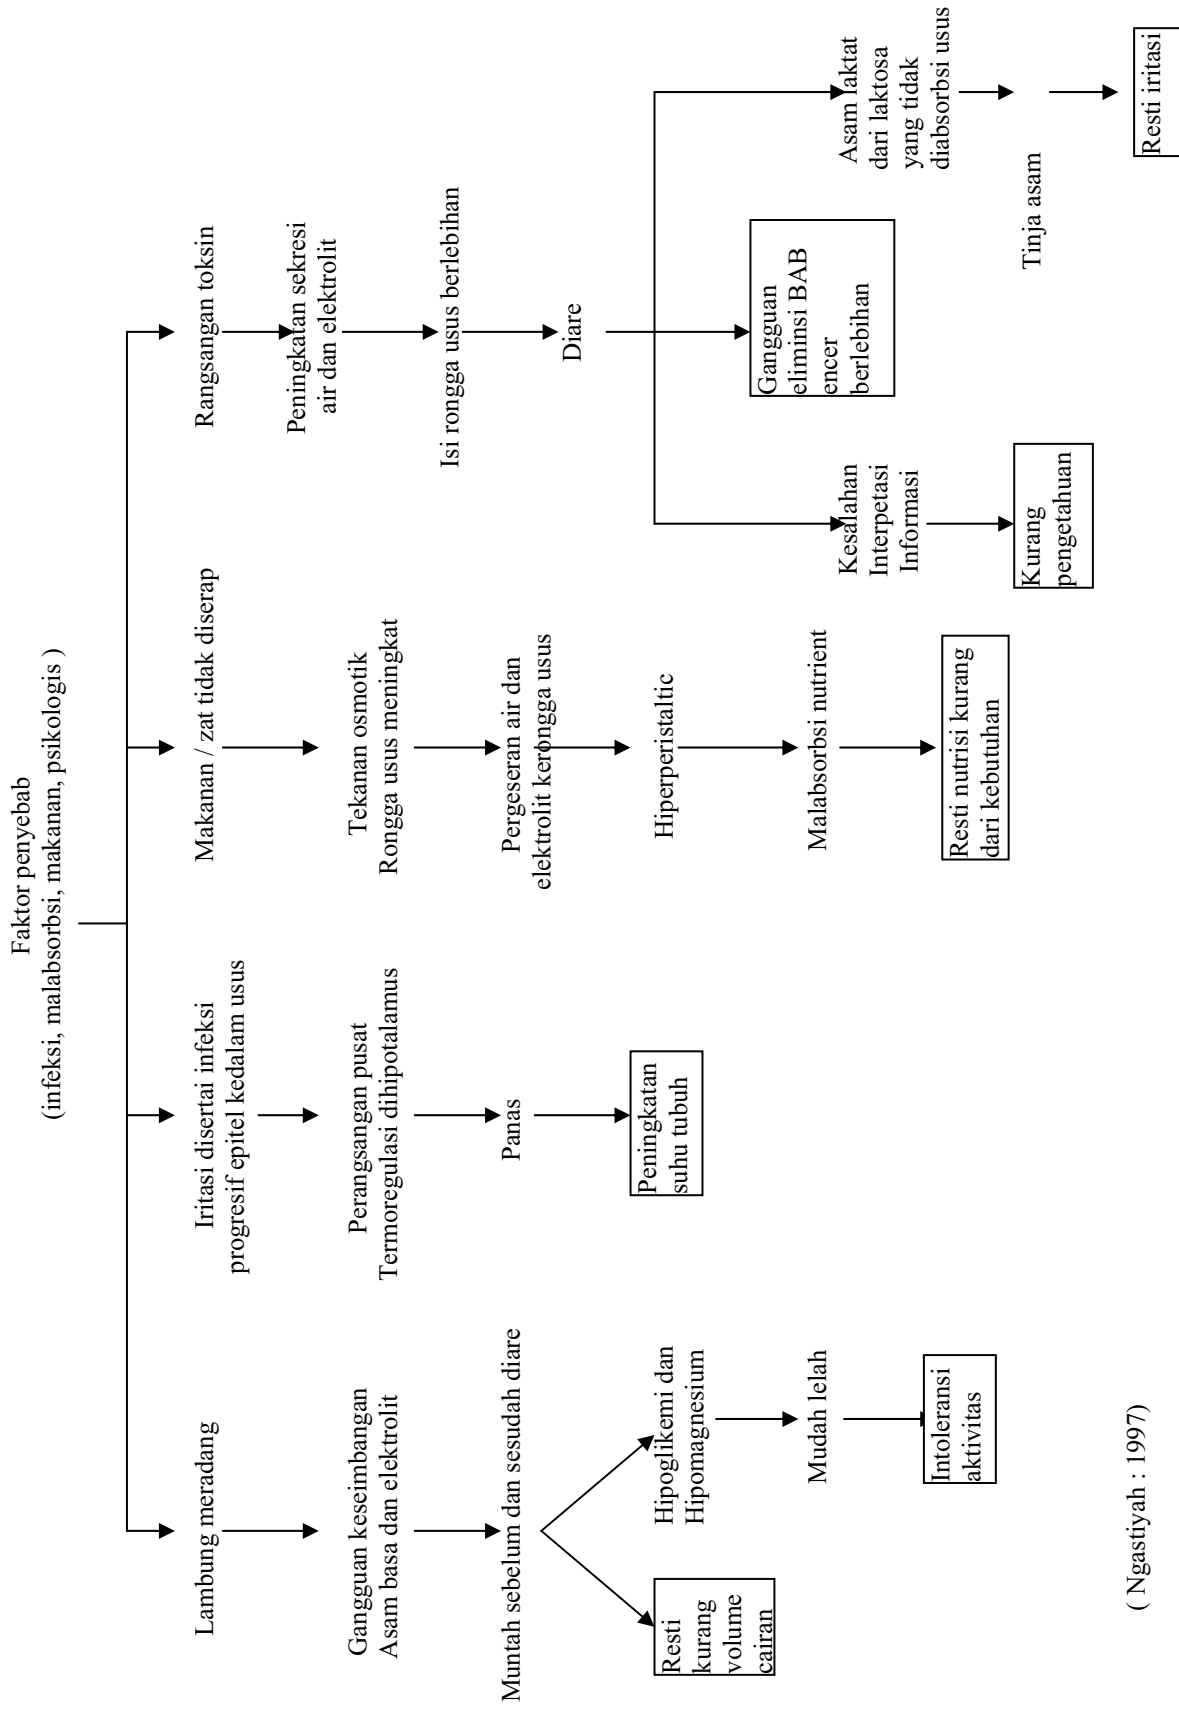 Faktor penyebab
(infeksi, malabsorbsi, makanan, psikologis )
Lambung meradang
Gangguan keseimbangan
Asam basa dan elektrolit
Muntah sebelum dan sesudah diare
Resti
kurang
volume
cairan
Hipoglikemi dan
Hipomagnesium
Mudah lelah
Intoleransi
aktivitas
Iritasi disertai infeksi
progresif epitel kedalam usus
Perangsangan pusat
Termoregulasi dihipotalamus
Panas
Peningkatan
suhu tubuh
Makanan / zat tidak diserap
Tekanan osmotik
Rongga usus meningkat
Pergeseran air dan
elektrolit kerongga usus
Hiperperistaltic
Malabsorbsi nutrient
Resti nutrisi kurang
dari kebutuhan
Rangsangan toksin
Peningkatan sekresi
air dan elektrolit
Isi rongga usus berlebihan
Diare
Kesalahan
Interpetasi
Informasi
Kurang
pengetahuan
Gangguan
eliminsi BAB
encer
berlebihan
Asam laktat
dari laktosa
yang tidak
diabsorbsi usus
Tinja asam
Resti iritasi
( Ngastiyah : 1997)